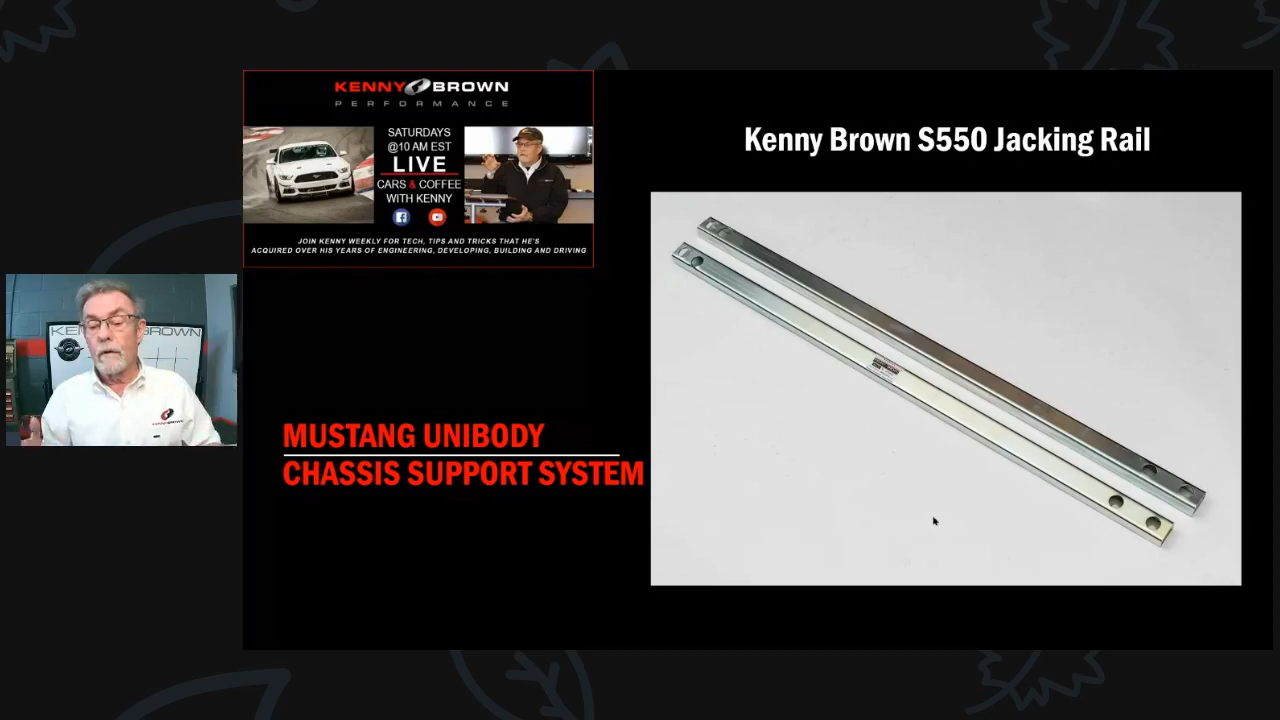 KENNY BROWN
PERFORMANCE
SATURDAYS
@10 AM EST
LIVE
CARS & COFFEE
WITH KENNY
JOIN KENNY WEEKLY FOR TECH, TIPS AND TRICKS THAT HE'S
ACQUIRED OVER HIS YEARS OF ENGINEERING, DEVELOPING, BUILDING AND DRIVING
Kenny Brown S550 Jacking Rail
KENNY BROWN
MUSTANG UNIBODY
CHASSIS SUPPORT SYSTEM